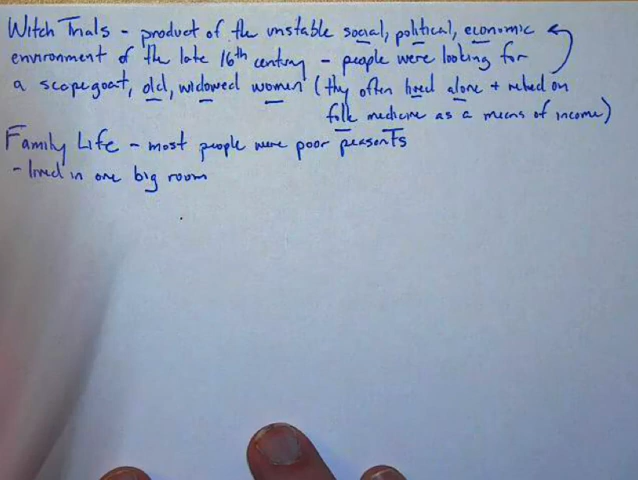 Witch Trials - product of the unstable social, political, economic
environment of the late 16th century - people were looking for
a scapegoat, old, widowed women (they often lived alone + relied on
folk medicine as a means of income)
Family Life - most people were poor peasants
- lived in one big room